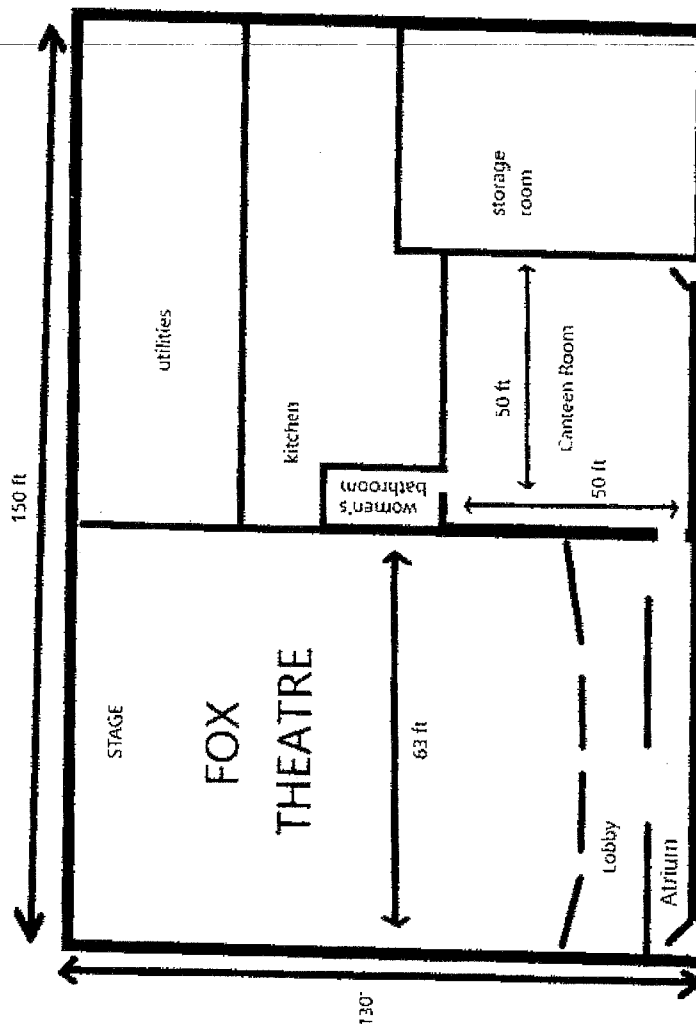 150 ft
utilities
kitchen
storage
room
women's
bathroom
50 ft
Canteen Room
50 ft
STAGE
FOX
THEATRE
63 ft
Lobby
Atrium
130'